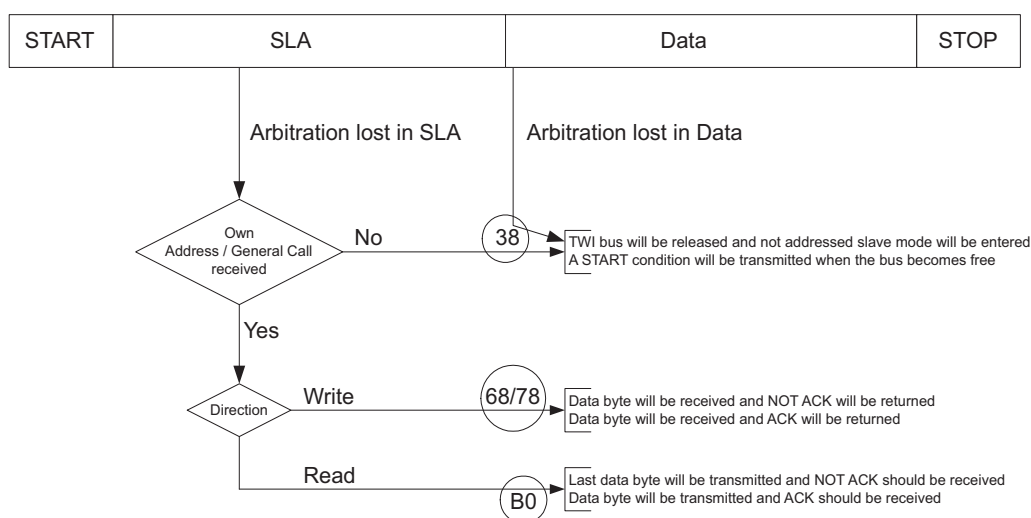 START SLA Data STOP
Arbitration lost in SLA Arbitration lost in Data
Own
Address / General Call
received
No
38
TWI bus will be released and not addressed slave mode will be entered
A START condition will be transmitted when the bus becomes free
Yes
Direction
Write
68/78
Data byte will be received and NOT ACK will be returned
Data byte will be received and ACK will be returned
Read
B0
Last data byte will be transmitted and NOT ACK should be received
Data byte will be transmitted and ACK should be received